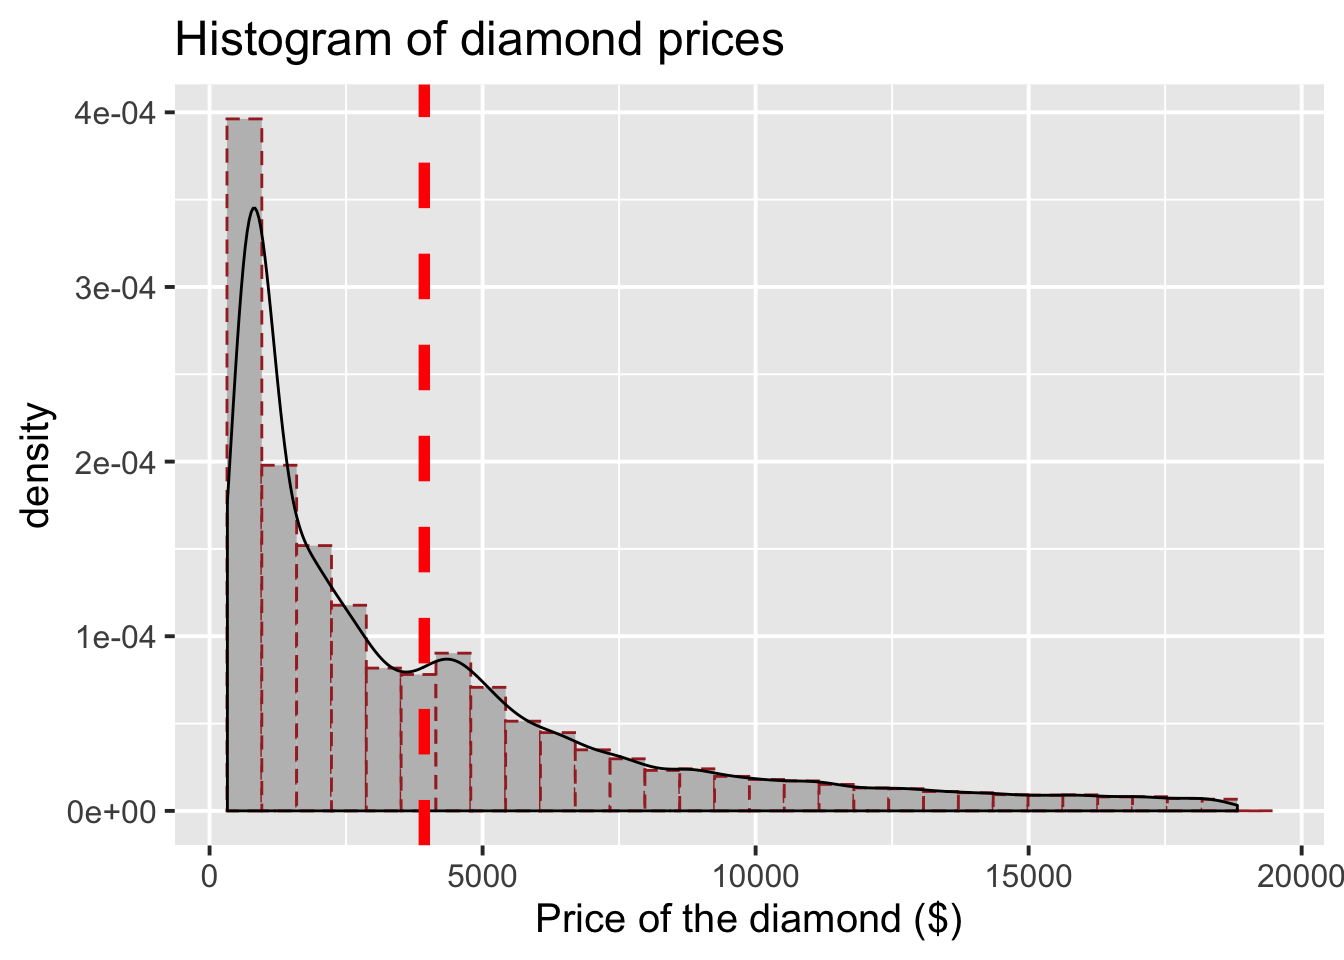 Histogram of diamond prices
4e-04
3e-04
2e-04
1e-04
0e+00
density
0 5000 10000 15000 20000
Price of the diamond ($)